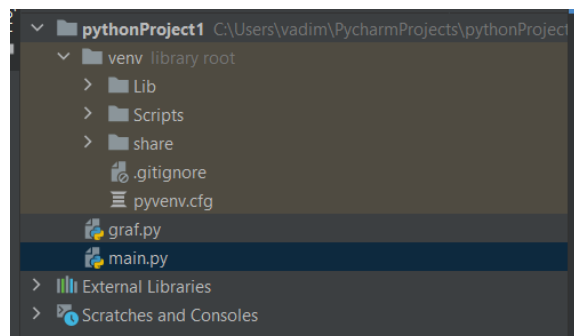 pythonProject1 C:\Users\vadim\PycharmProjects\pythonProject
venv library root
Lib
Scripts
share
.gitignore
pyvenv.cfg
graf.py
main.py
External Libraries
Scratches and Consoles